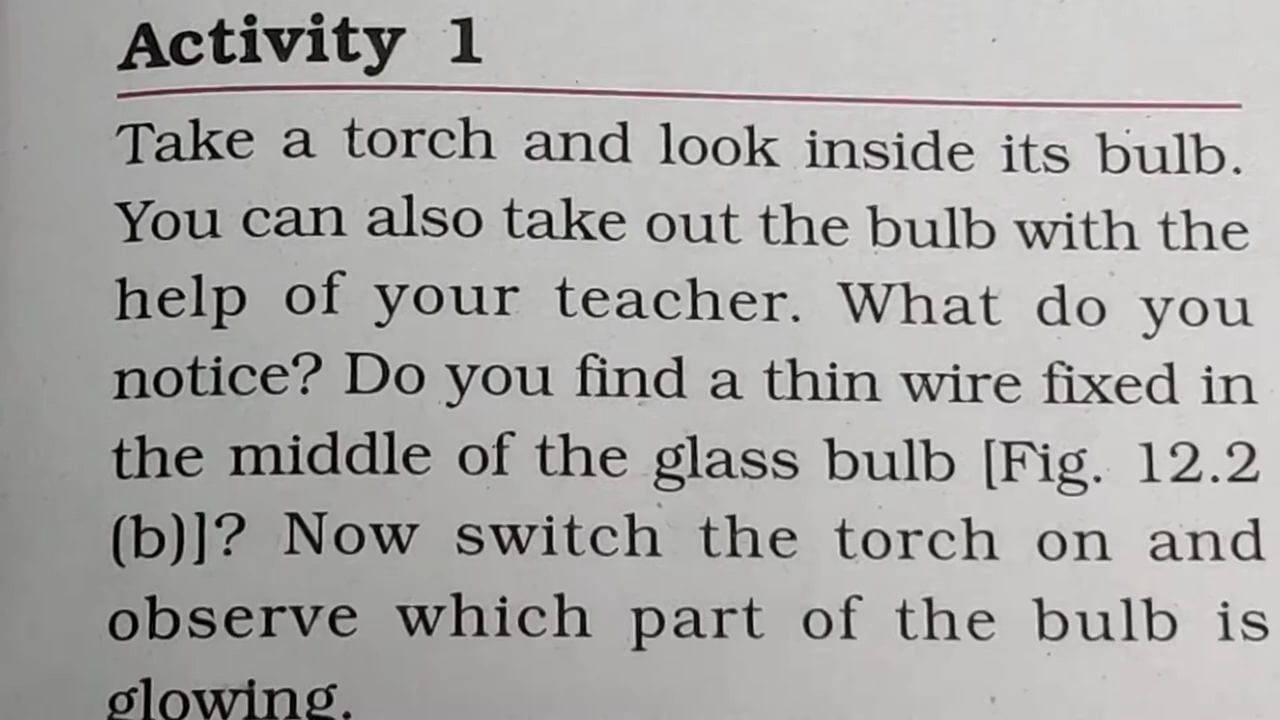 Activity 1
Take a torch and look inside its bulb.
You can also take out the bulb with the
help of your teacher. What do you
notice? Do you find a thin wire fixed in
the middle of the glass bulb [Fig. 12.2
(b)]? Now switch the torch on and
observe which part of the bulb is
glowing.